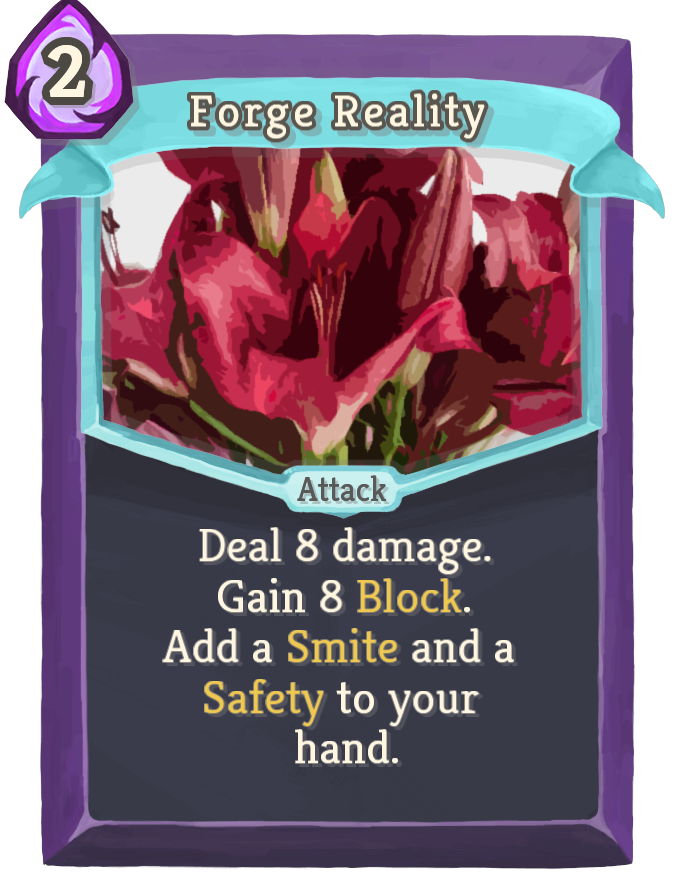 2
Forge Reality
Attack
Deal 8 damage.
Gain 8 Block.
Add a Smite and a
Safety to your
hand.